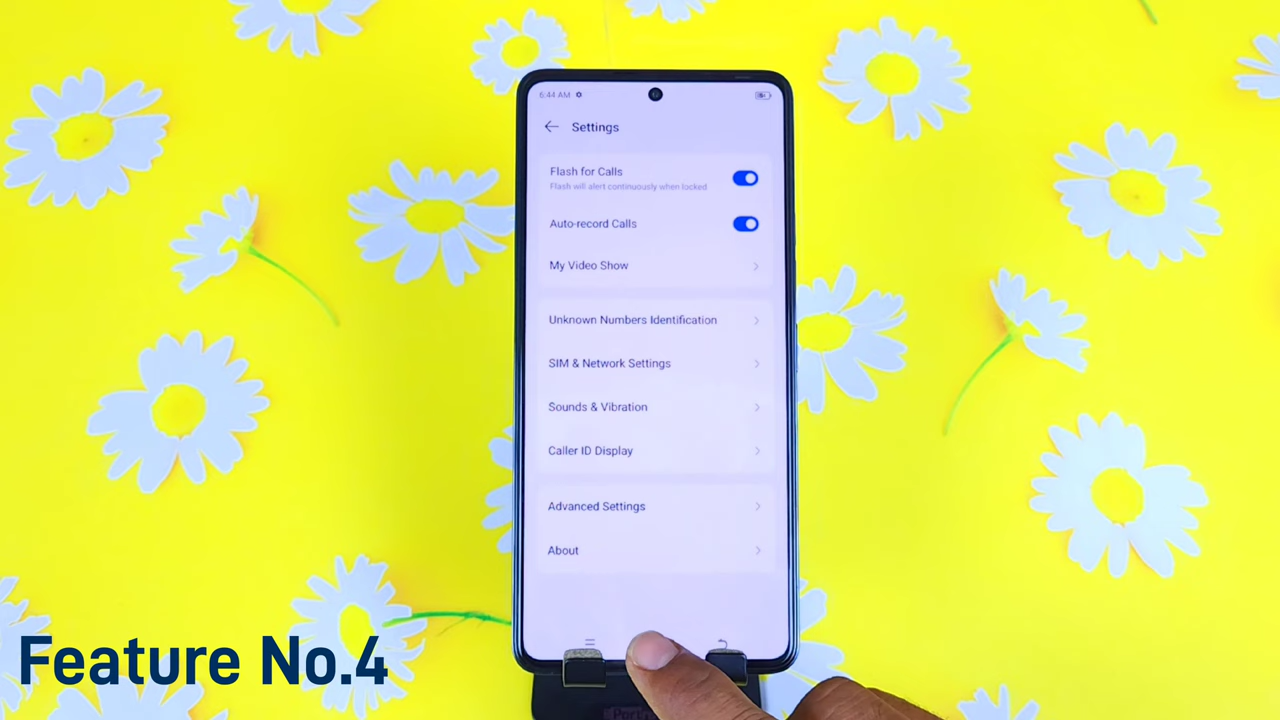 6:44 AM
Settings
Flash for Calls
Flash will alert continuously when locked
Auto-record Calls
My Video Show
Unknown Numbers Identification
SIM & Network Settings
Sounds & Vibration
Caller ID Display
Advanced Settings
About
Feature No.4